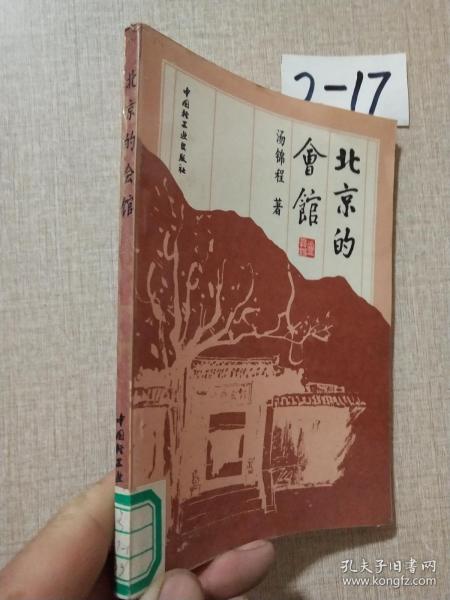 2-17
北京的
會館
汤锦程 著
中国轻工业出版社
北京的会馆
中国轻工业
孔夫子旧书网
www.kongfz.com